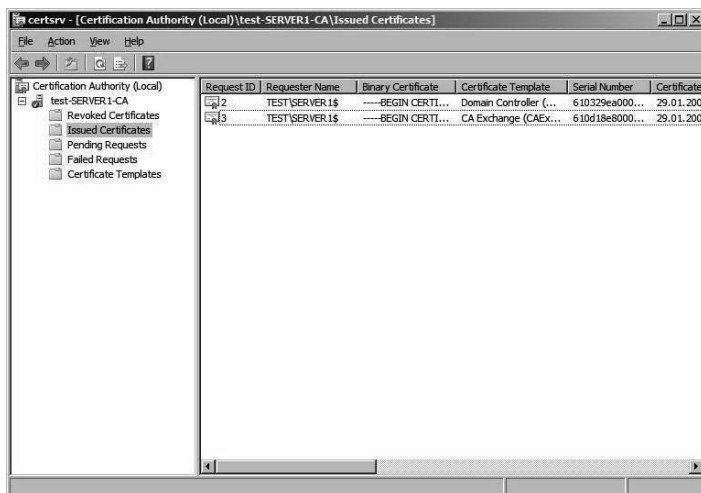 certsrv - [Certification Authority (Local)\test-SERVER1-CA\Issued Certificates]
File Action View Help
Certification Authority (Local)
test-SERVER1-CA
Revoked Certificates
Issued Certificates
Pending Requests
Failed Requests
Certificate Templates
Request ID Requester Name Binary Certificate Certificate Template Serial Number Certificate
2 TEST\SERVER1$ -----BEGIN CERTI... Domain Controller (... 610329ea000... 29.01.200
3 TEST\SERVER1$ -----BEGIN CERTI... CA Exchange (CAEx... 610d18e8000... 29.01.200